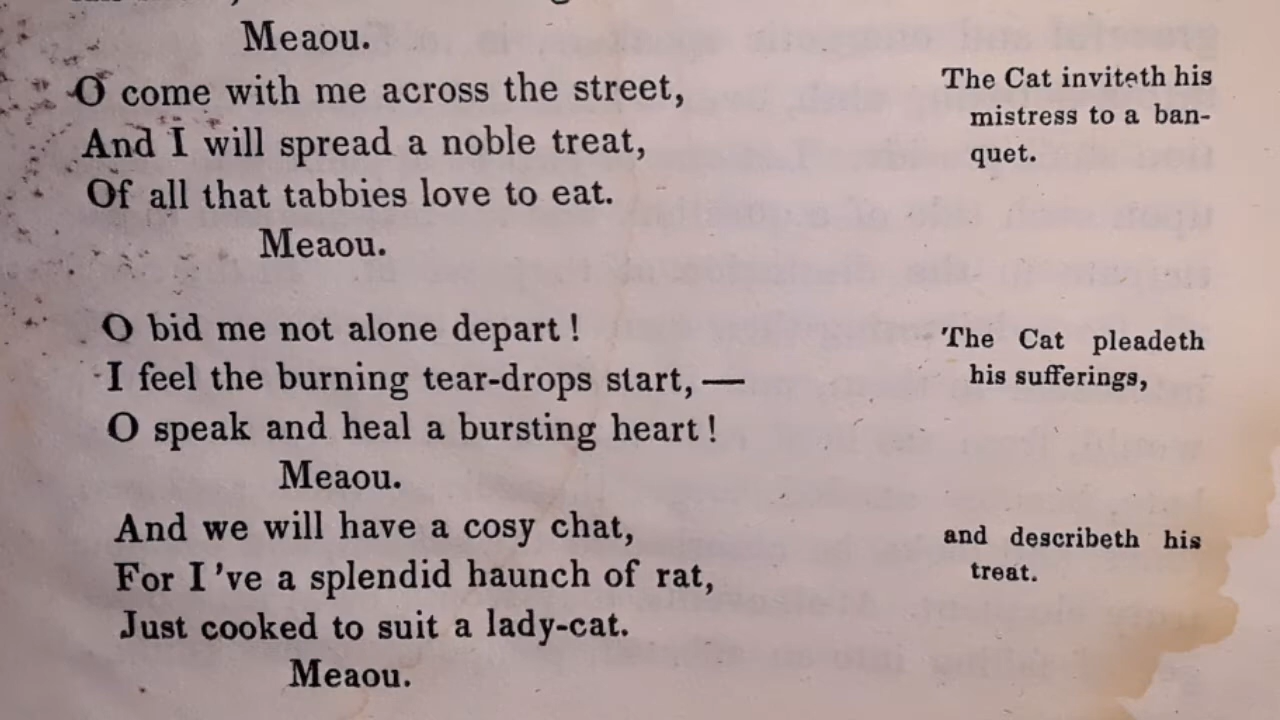 Meaou.
O come with me across the street,
The Cat inviteth his
And I will spread a noble treat,
mistress to a ban-
quet.
Of all that tabbies love to eat.
Meaou.
O bid me not alone depart!
The Cat pleadeth
I feel the burning tear-drops start,—
his sufferings,
O speak and heal a bursting heart!
Meaou.
And we will have a cosy chat,
and describeth his
For I 've a splendid haunch of rat,
treat.
Just cooked to suit a lady-cat.
Meaou.